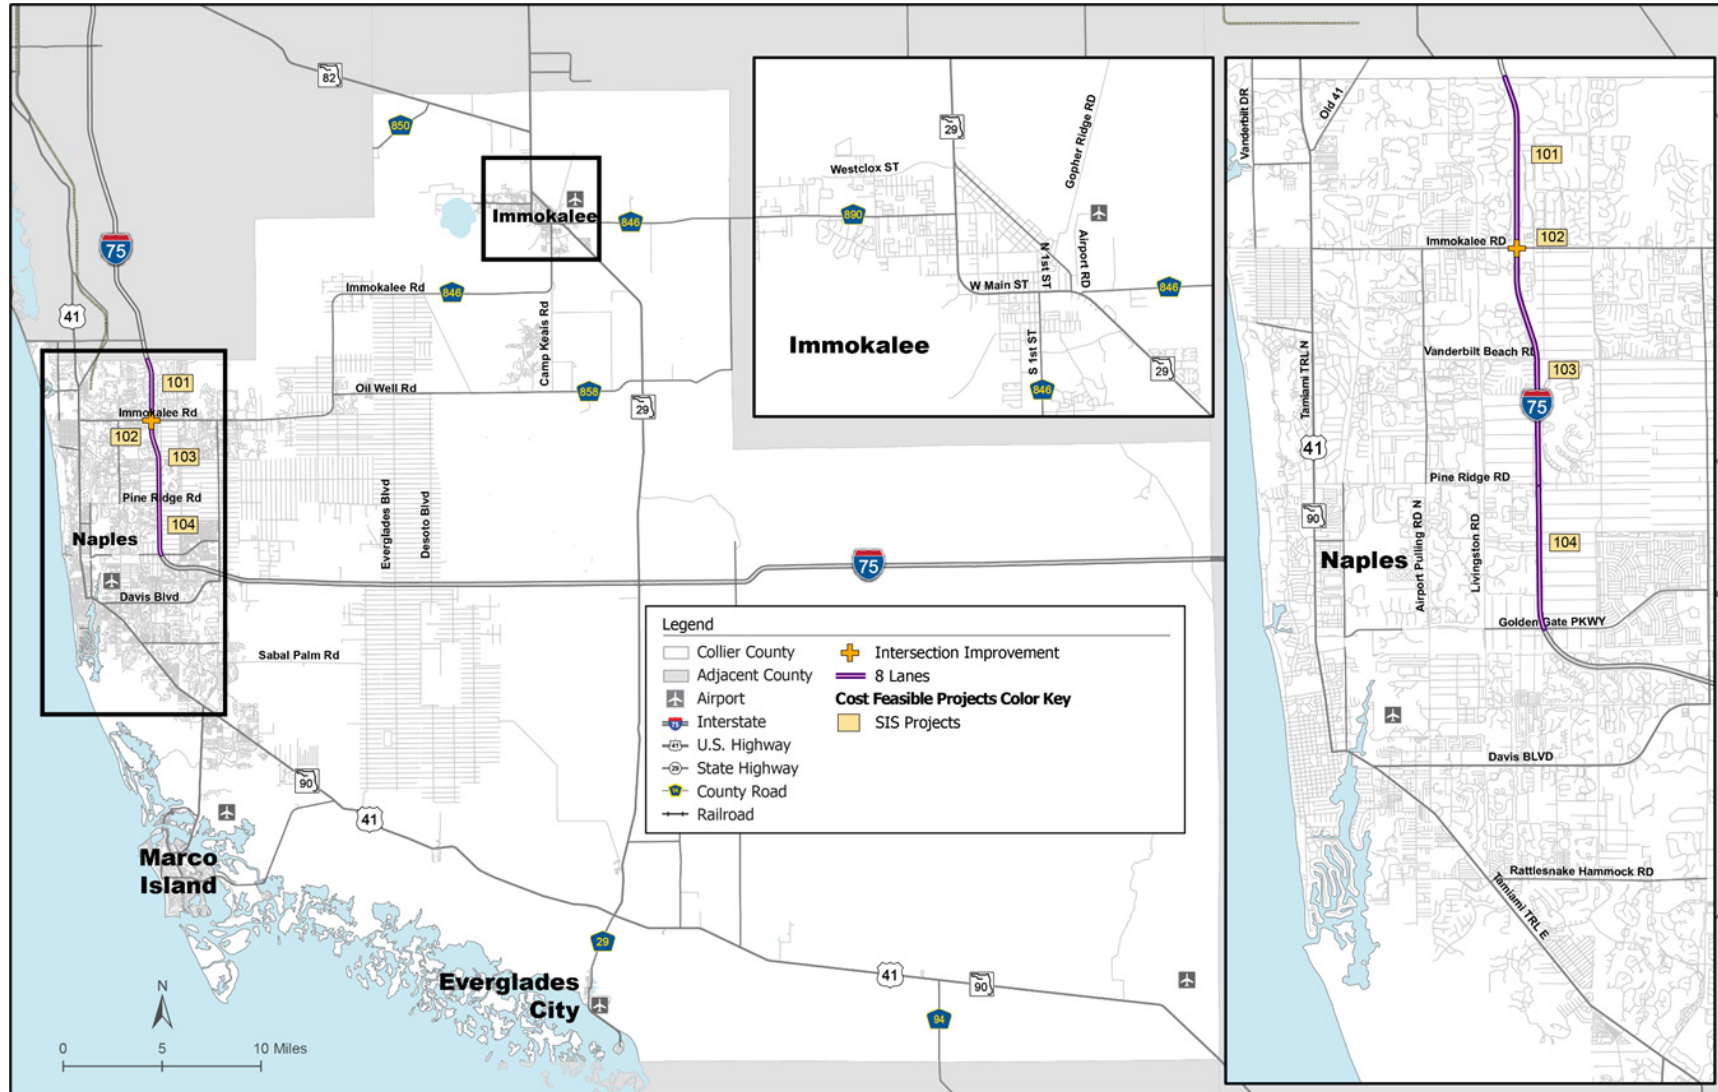 82
850
75
41
Immokalee
846
Immokalee Rd
846
Camp Keais Rd
Oil Well Rd
858
29
101
Immokalee Rd
102
103
Pine Ridge Rd
104
Naples
Davis Blvd
Everglades Blvd
Desoto Blvd
75
Sabal Palm Rd
90
41
Marco
Island
29
Everglades
City
41
90
94
N
0 5 10 Miles
29
Westclox ST
Gopher Ridge RD
890
N 1st ST
Airport RD
W Main ST
846
Immokalee
S 1st ST
846
29
Legend
Collier County
Adjacent County
Airport
75 Interstate
41 U.S. Highway
29 State Highway
County Road
Railroad
Intersection Improvement
8 Lanes
Cost Feasible Projects Color Key
SIS Projects
Vanderbilt DR
Old 41
101
Immokalee RD
102
Vanderbilt Beach RD
103
75
Tamiami TRL N
41
Pine Ridge RD
90
Airport Pulling RD N
Livingston RD
104
Naples
Golden Gate PKWY
Davis BLVD
Rattlesnake Hammock RD
Tamiami TRL E